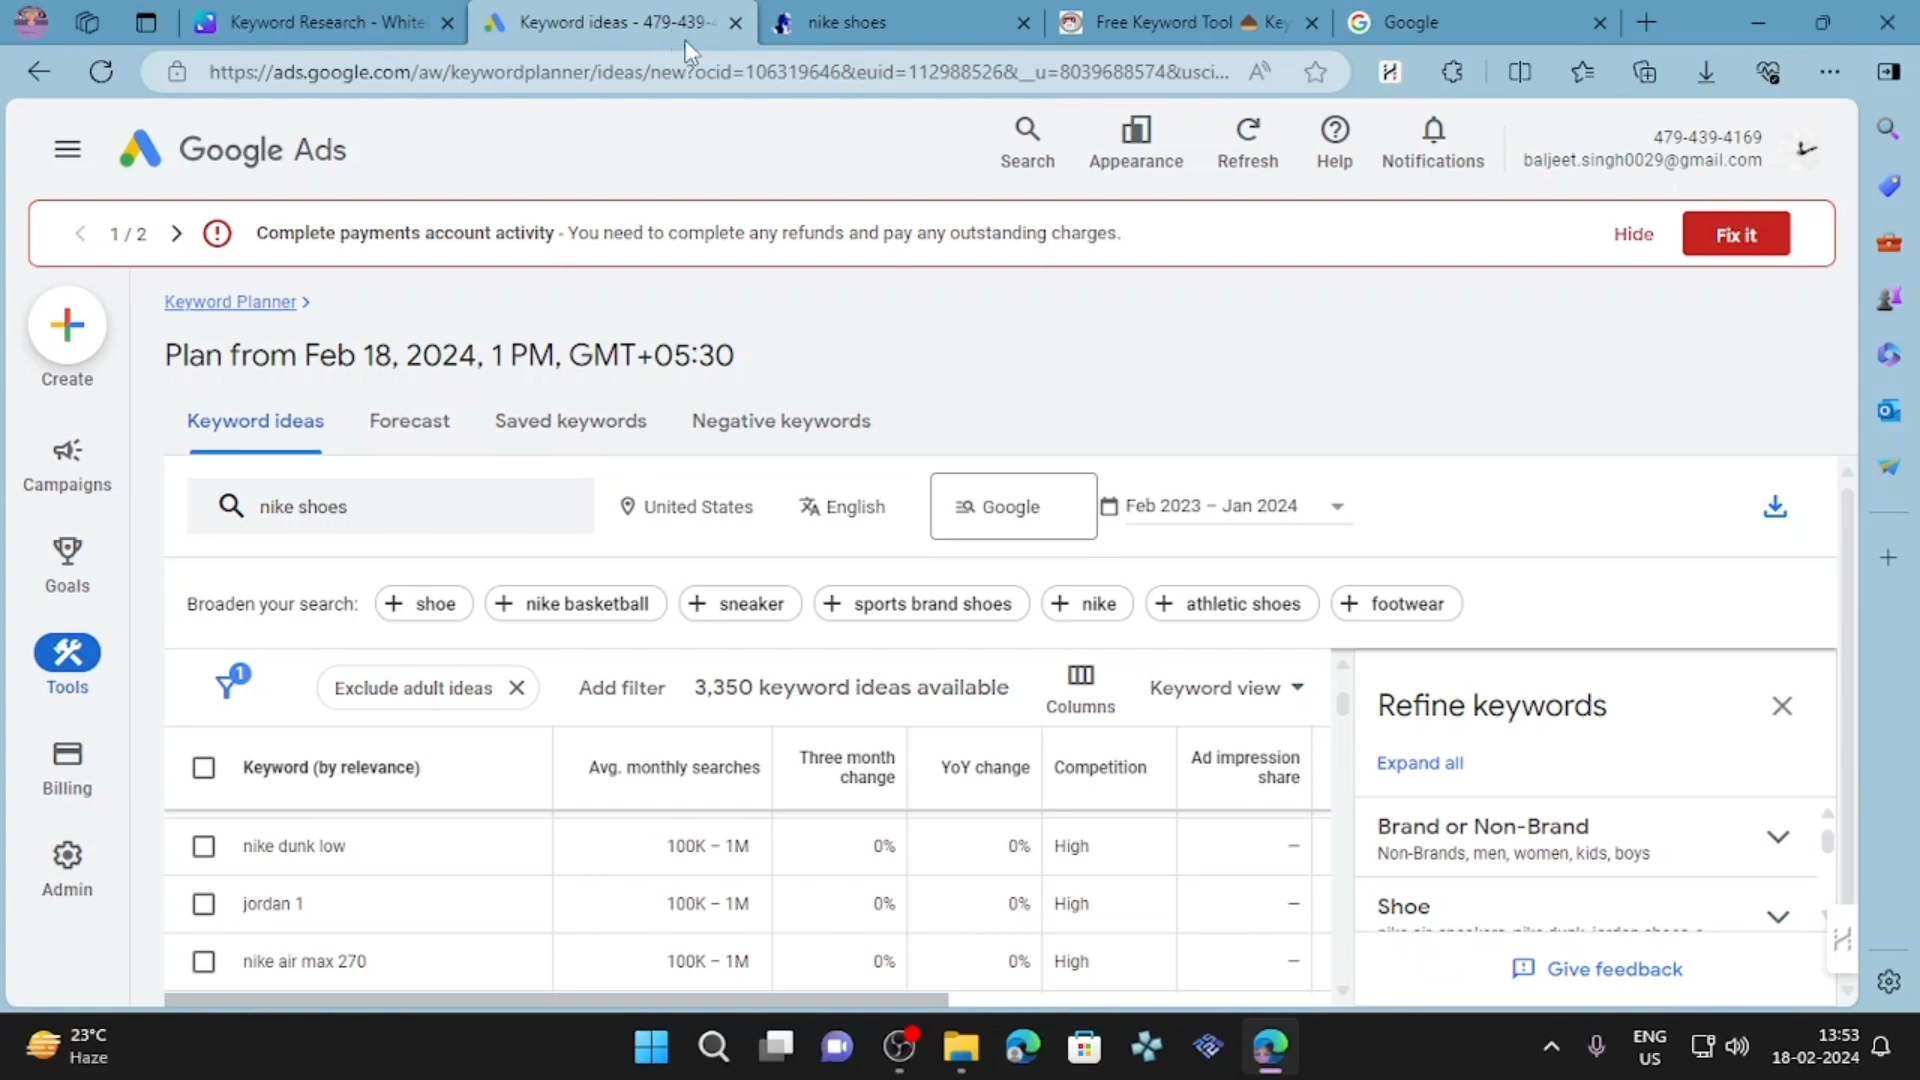 Keyword Research - White
Keyword ideas - 479-439-
nike shoes
Free Keyword Tool
Key
Google
https://ads.google.com/aw/keywordplanner/ideas/new?ocid=106319646&euid=112988526&__u=8039688574&usci...
Google Ads
Search
Appearance
Refresh
Help
Notifications
479-439-4169
baljeet.singh0029@gmail.com
1 / 2
Complete payments account activity - You need to complete any refunds and pay any outstanding charges.
Hide
Fix it
Create
Campaigns
Goals
Tools
Billing
Admin
Keyword Planner
Plan from Feb 18, 2024, 1 PM, GMT+05:30
Keyword ideas
Forecast
Saved keywords
Negative keywords
nike shoes
United States
English
Google
Feb 2023 – Jan 2024
Broaden your search:
shoe
nike basketball
sneaker
sports brand shoes
nike
athletic shoes
footwear
1
Exclude adult ideas
Add filter
3,350 keyword ideas available
Columns
Keyword view
Keyword (by relevance)
Avg. monthly searches
Three month
change
YoY change
Competition
Ad impression
share
nike dunk low
100K – 1M
0%
0%
High
–
jordan 1
100K – 1M
0%
0%
High
–
nike air max 270
100K – 1M
0%
0%
High
–
Refine keywords
Expand all
Brand or Non-Brand
Non-Brands, men, women, kids, boys
Shoe
Give feedback
23°C
Haze
ENG
US
13:53
18-02-2024